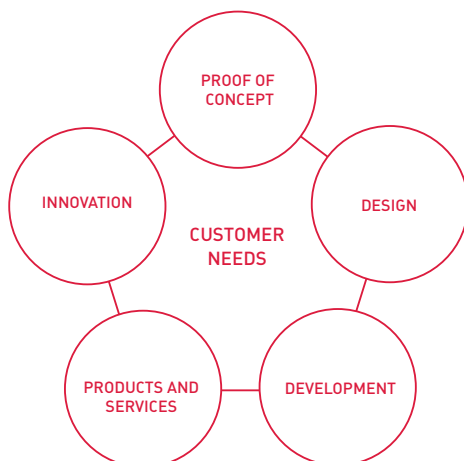 PROOF OF
CONCEPT
INNOVATION
DESIGN
CUSTOMER
NEEDS
PRODUCTS AND
SERVICES
DEVELOPMENT